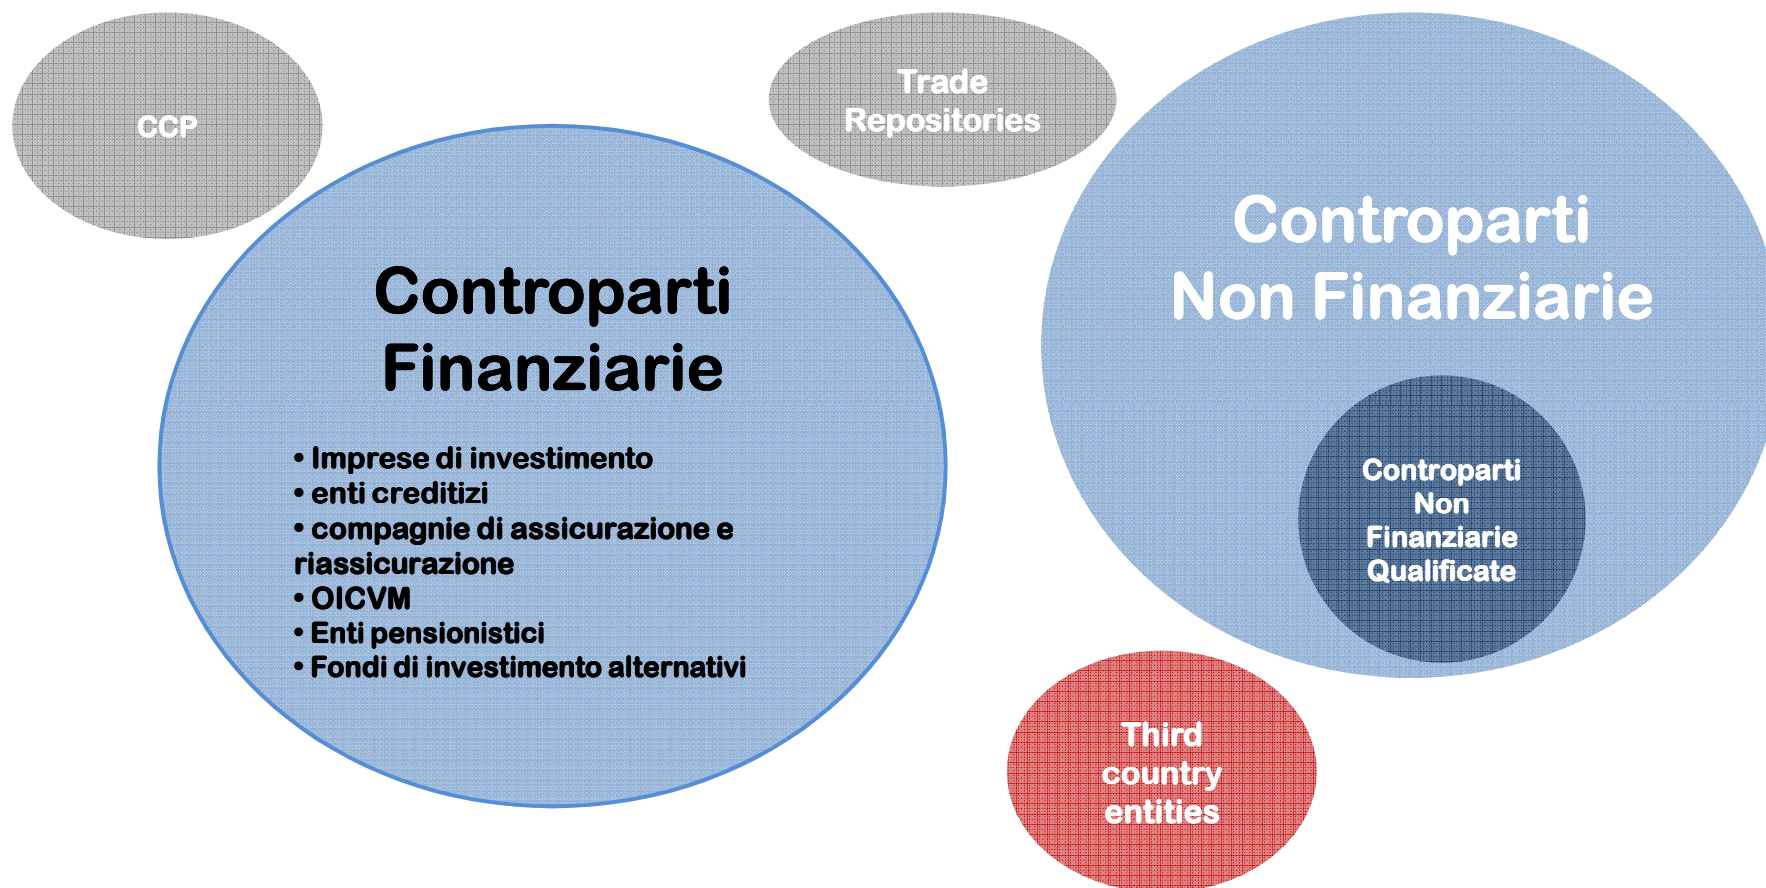 CCP
Trade
Repositories
Controparti
Finanziarie
• Imprese di investimento
• enti creditizi
• compagnie di assicurazione e
riassicurazione
• OICVM
• Enti pensionistici
• Fondi di investimento alternativi
Controparti
Non Finanziarie
Controparti
Non
Finanziarie
Qualificate
Third
country
entities